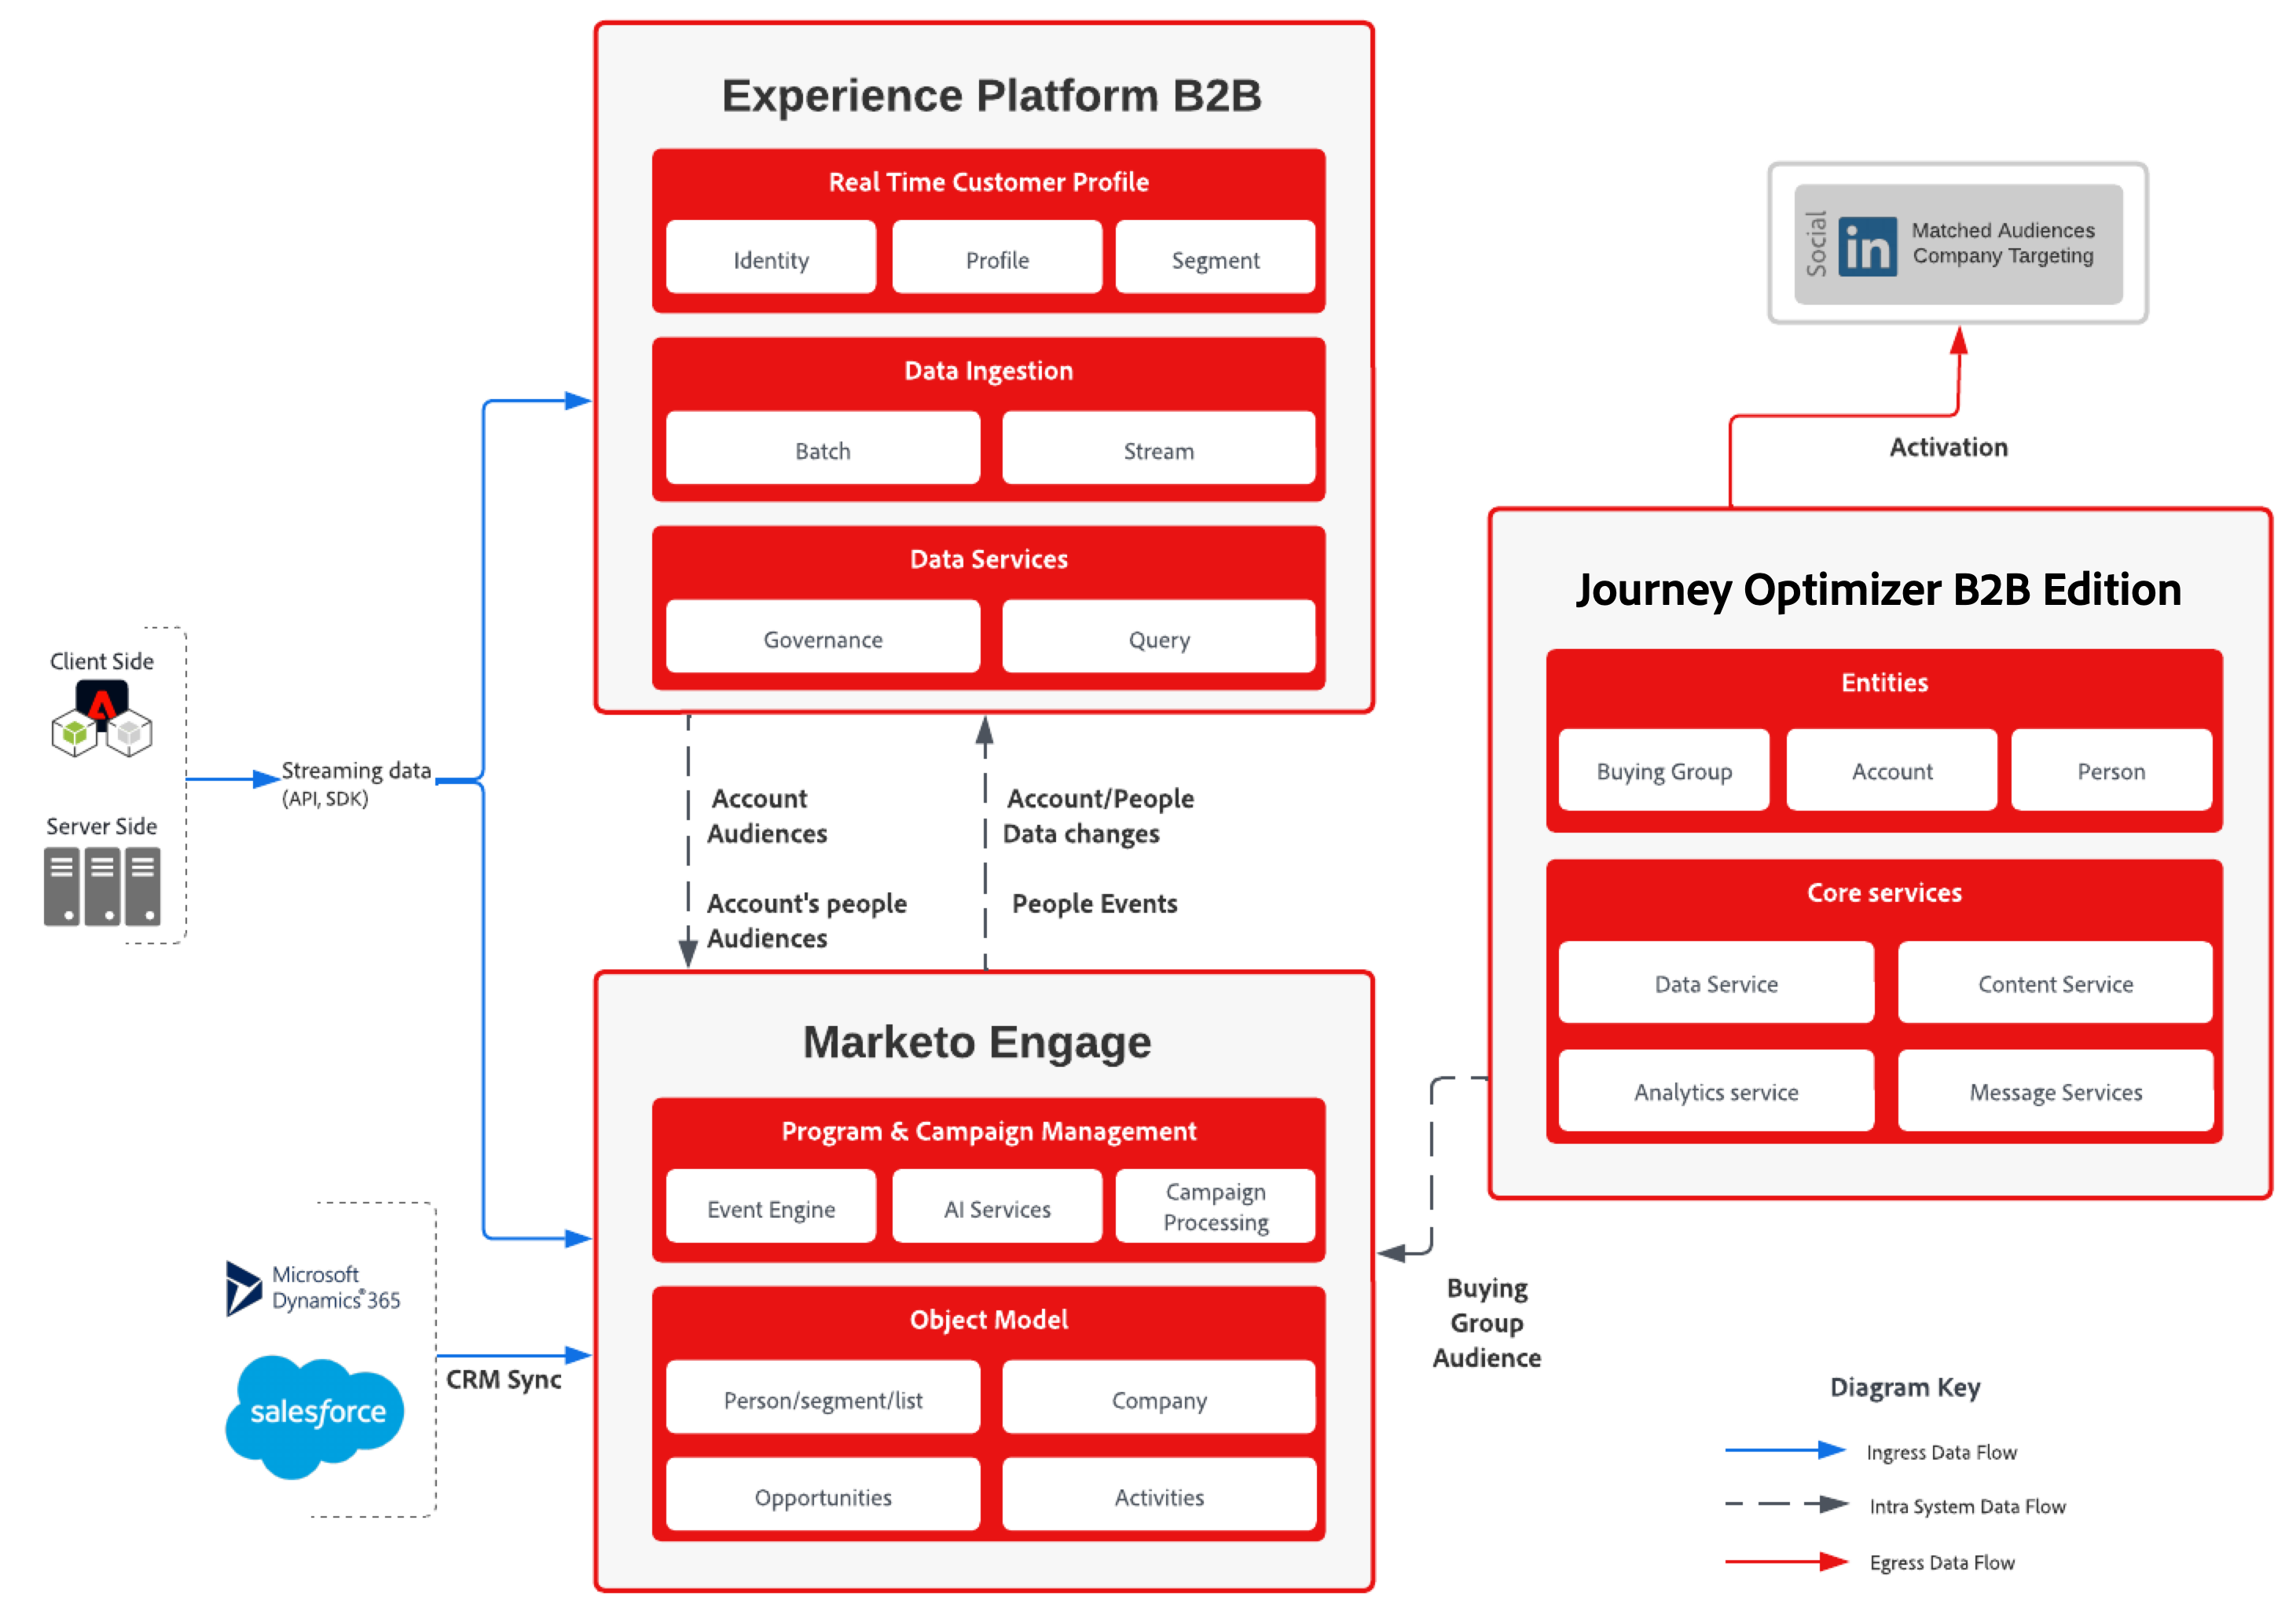 Experience Platform B2B
Real Time Customer Profile
Identity
Profile
Segment
Data Ingestion
Batch
Stream
Data Services
Governance
Query
Social
in
Matched Audiences
Company Targeting
Activation
Journey Optimizer B2B Edition
Entities
Buying Group
Account
Person
Core services
Data Service
Content Service
Analytics service
Message Services
Client Side
Server Side
Streaming data
(API, SDK)
Account
Audiences
Account's people
Audiences
Account/People
Data changes
People Events
Marketo Engage
Program & Campaign Management
Event Engine
AI Services
Campaign
Processing
Object Model
Person/segment/list
Company
Opportunities
Activities
Microsoft
Dynamics® 365
salesforce
CRM Sync
Buying
Group
Audience
Diagram Key
Ingress Data Flow
Intra System Data Flow
Egress Data Flow